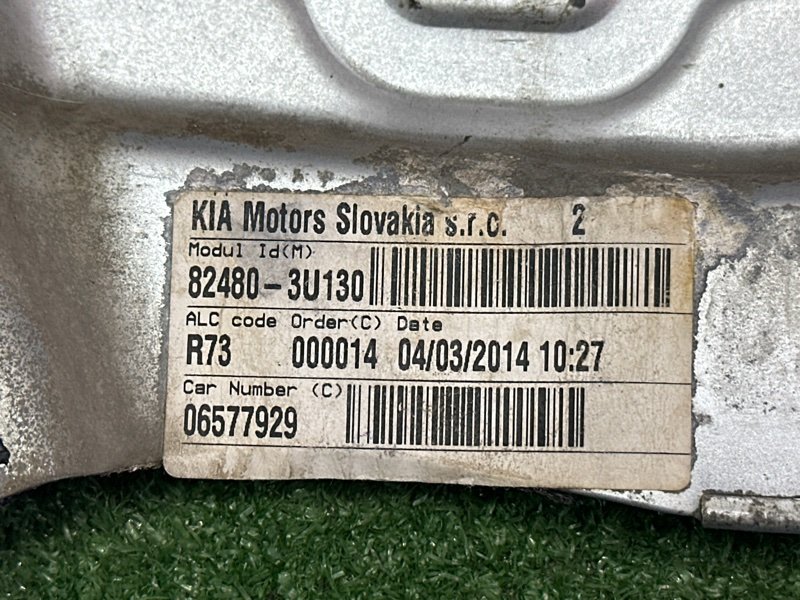 KIA Motors Slovakia s.r.o. 2
Modul Id(M)
82480-3U130
ALC code Order(C) Date
R73 000014 04/03/2014 10:27
Car Number (C)
06577929